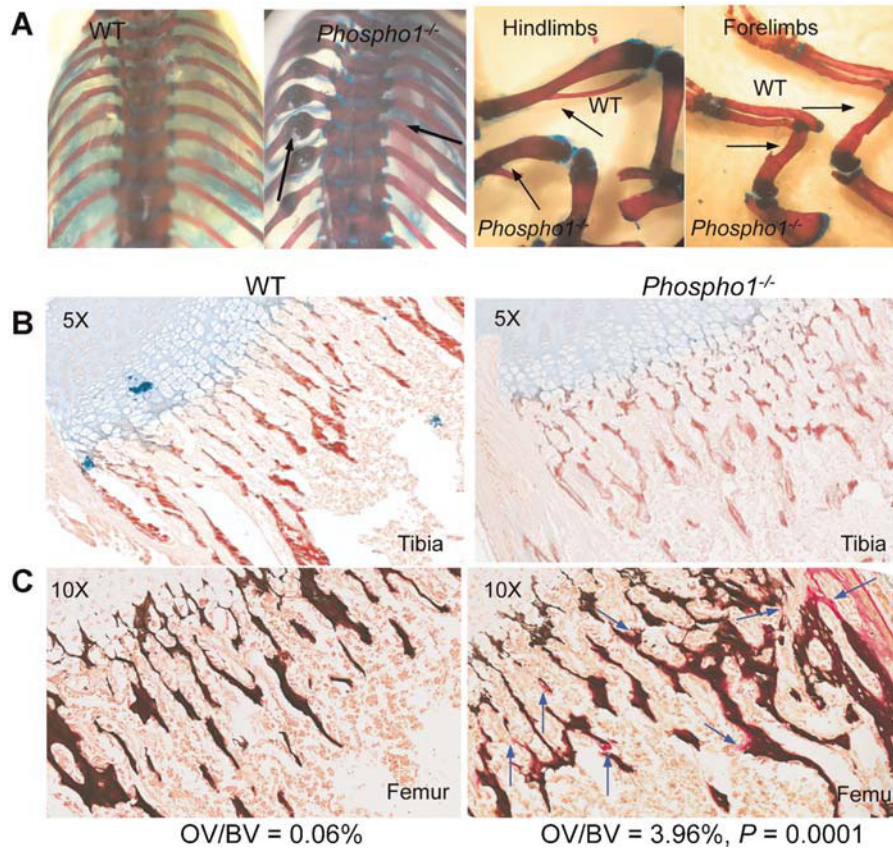 A
WT
Phospho1-/-
Hindlimbs
WT
Phospho1-/-
Forelimbs
WT
Phospho1-/-
WT
Phospho1-/-
B
5X
Tibia
5X
Tibia
C
10X
Femur
10X
Femu
OV/BV = 0.06%
OV/BV = 3.96%, P = 0.0001